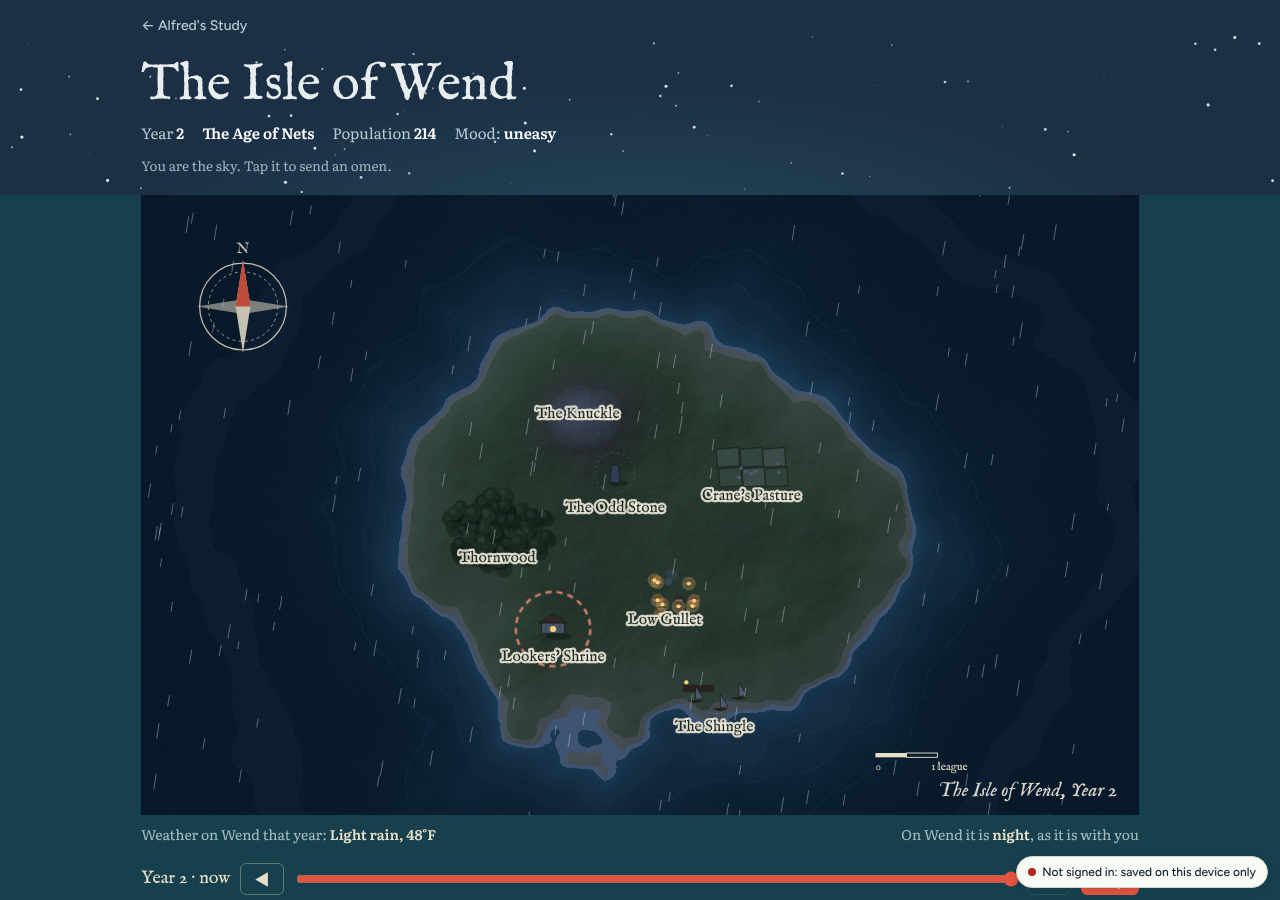 ← Alfred's Study
The Isle of Wend
Year 2 The Age of Nets Population 214 Mood: uneasy
You are the sky. Tap it to send an omen.
N
The Knuckle
Crane's Pasture
The Odd Stone
Thornwood
Low Gullet
Lookers' Shrine
The Shingle
0 1 league
The Isle of Wend, Year 2
Weather on Wend that year: Light rain, 48°F
On Wend it is night, as it is with you
Year 2 · now
Not signed in: saved on this device only